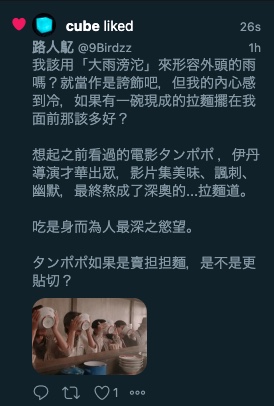 cube liked
26s
路人髟 @9Birdzz
1h
我該用「大雨滂沱」來形容外頭的雨
嗎？就當作是誇飾吧，但我的內心感
到冷，如果有一碗現成的拉麵擺在我
面前那該多好？
想起之前看過的電影タンポポ，伊丹
導演才華出眾，影片集美味、諷刺、
幽默，最終熬成了深奧的...拉麵道。
吃是身而為人最深之慾望。
タンポポ如果是賣担担麵，是不是更
貼切？
1